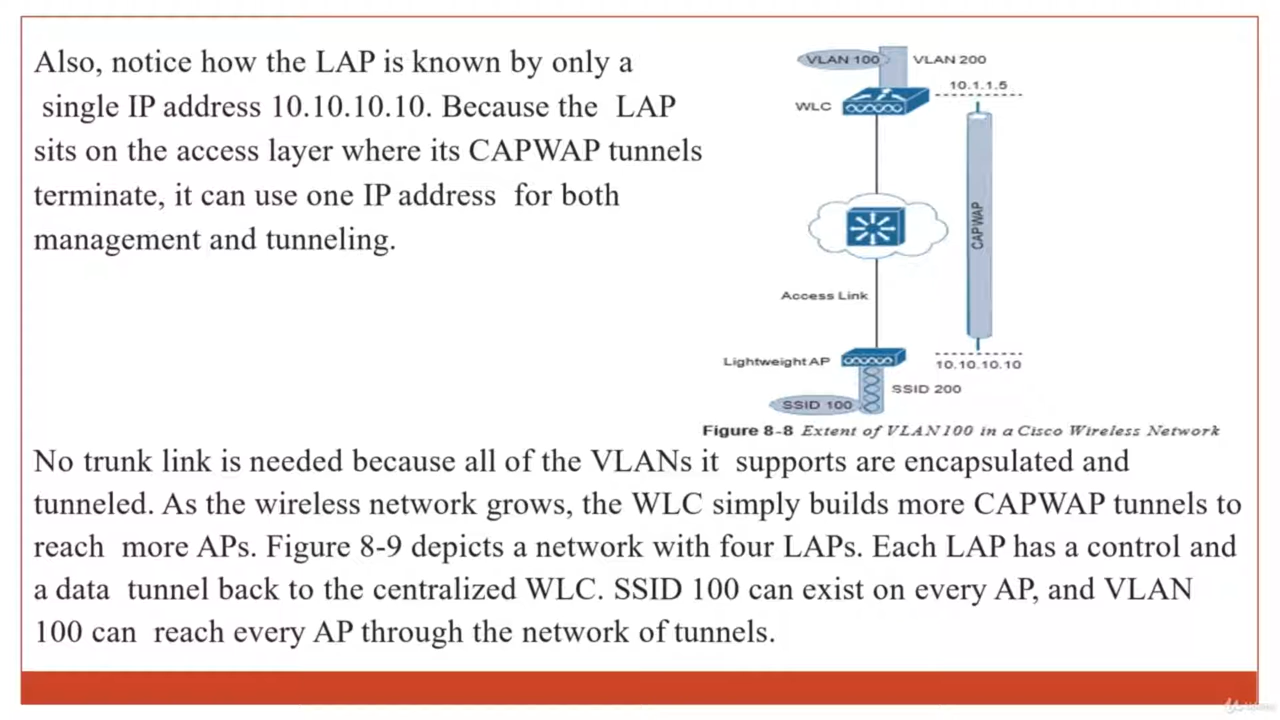 Also, notice how the LAP is known by only a
single IP address 10.10.10.10. Because the LAP
sits on the access layer where its CAPWAP tunnels
terminate, it can use one IP address for both
management and tunneling.
VLAN 100
VLAN 200
10.1.1.5
WLC
CAPWAP
Access Link
Lightweight AP
10.10.10.10
SSID 200
SSID 100
Figure 8-8 Extent of VLAN100 in a Cisco Wireless Network
No trunk link is needed because all of the VLANs it supports are encapsulated and
tunneled. As the wireless network grows, the WLC simply builds more CAPWAP tunnels to
reach more APs. Figure 8-9 depicts a network with four LAPs. Each LAP has a control and
a data tunnel back to the centralized WLC. SSID 100 can exist on every AP, and VLAN
100 can reach every AP through the network of tunnels.